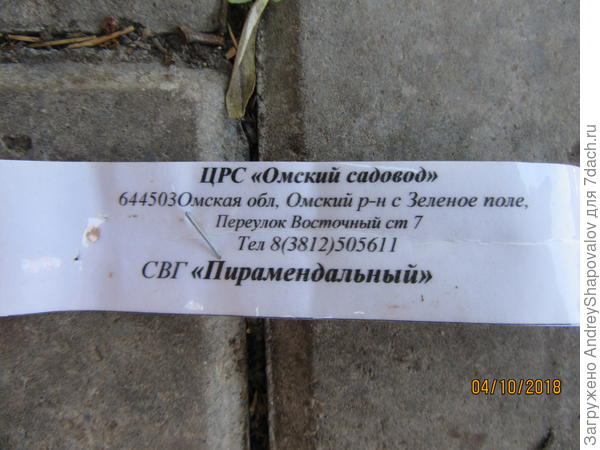 ЦРС «Омский садовод»
644503Омская обл, Омский р-н с Зеленое поле,
Переулок Восточный ст 7
Тел 8(3812)505611
СВГ «Пирамендальный»
04/10/2018
Загружено AndreyShapovalov для 7dach.ru